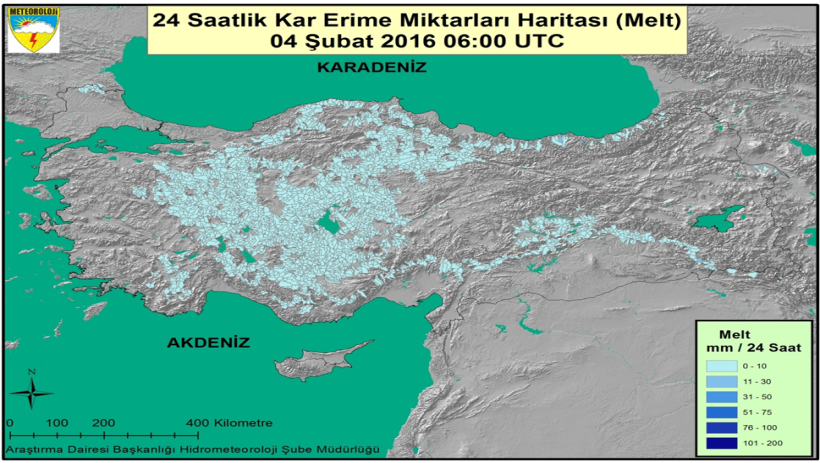 METEOROLOJİ
24 Saatlik Kar Erime Miktarları Haritası (Melt)
04 Şubat 2016 06:00 UTC
KARADENİZ
AKDENİZ
N
0 100 200 400 Kilometre
Araştırma Dairesi Başkanlığı Hidrometeoroloji Şube Müdürlüğü
Melt
mm / 24 Saat
0 - 10
11 - 30
31 - 50
51 - 75
76 - 100
101 - 200